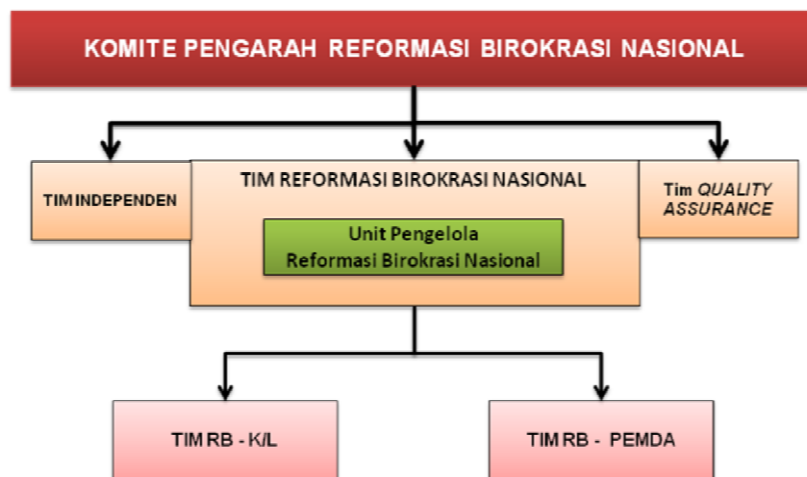 KOMITE PENGARAH REFORMASI BIROKRASI NASIONAL
TIM INDEPENDEN
TIM REFORMASI BIROKRASI NASIONAL
Unit Pengelola
Reformasi Birokrasi Nasional
Tim QUALITY
ASSURANCE
TIM RB - K/L
TIM RB - PEMDA